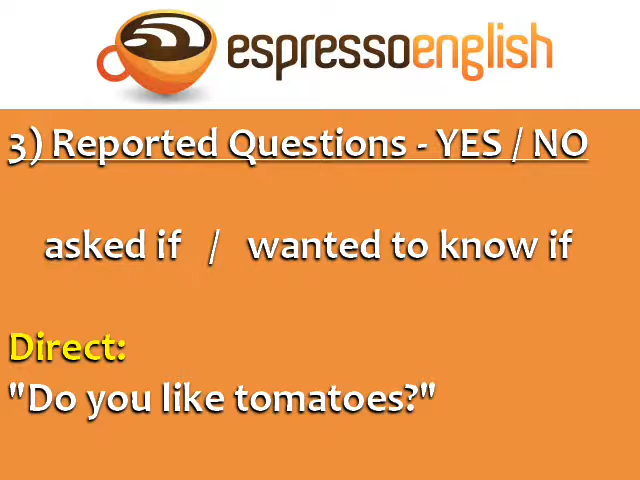 espressoenglish
3) Reported Questions - YES / NO
asked if / wanted to know if
Direct:
"Do you like tomatoes?"